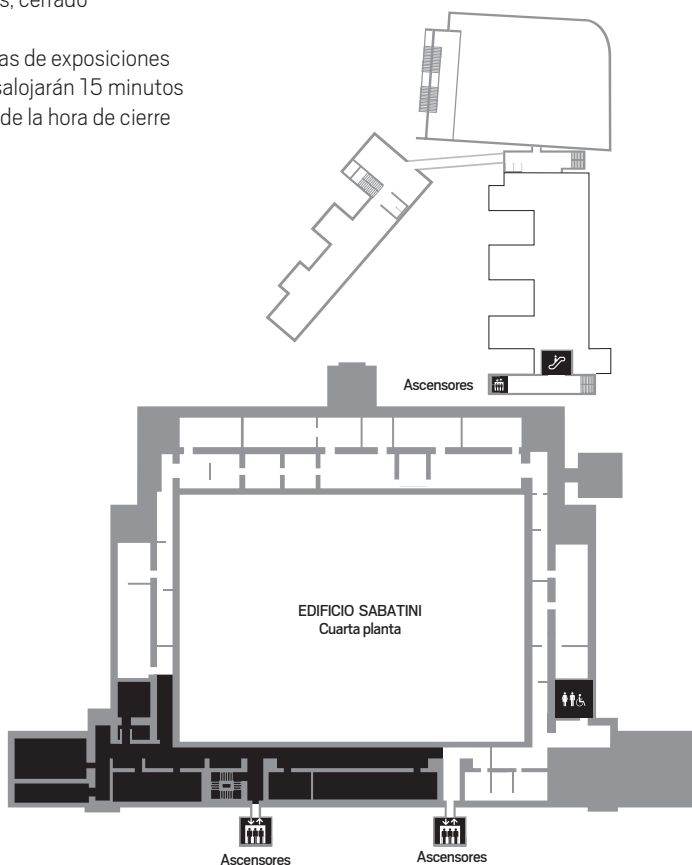 s, cerrado
as de exposiciones
salojarán 15 minutos
de la hora de cierre
Ascensores
EDIFICIO SABATINI
Cuarta planta
Ascensores
Ascensores